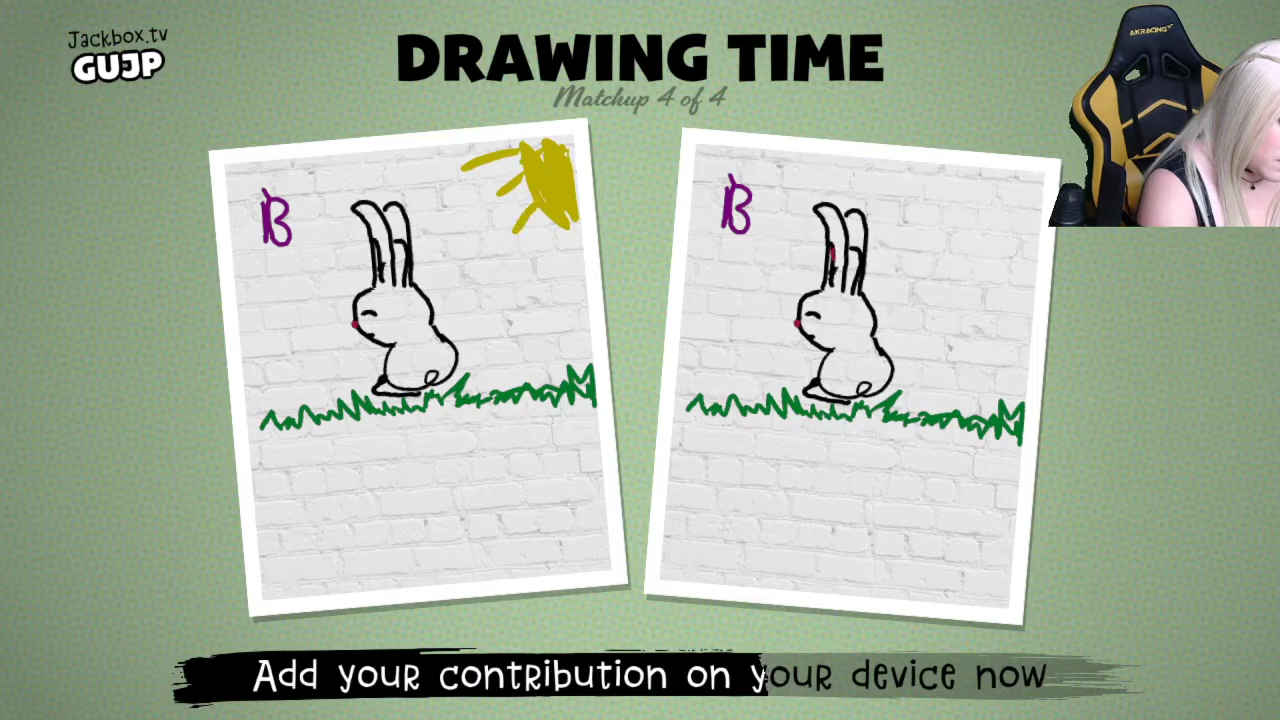 Jackbox.tv
GUJP
DRAWING TIME
Matchup 4 of 4
AKRACING
B
B
Add your contribution on your device now